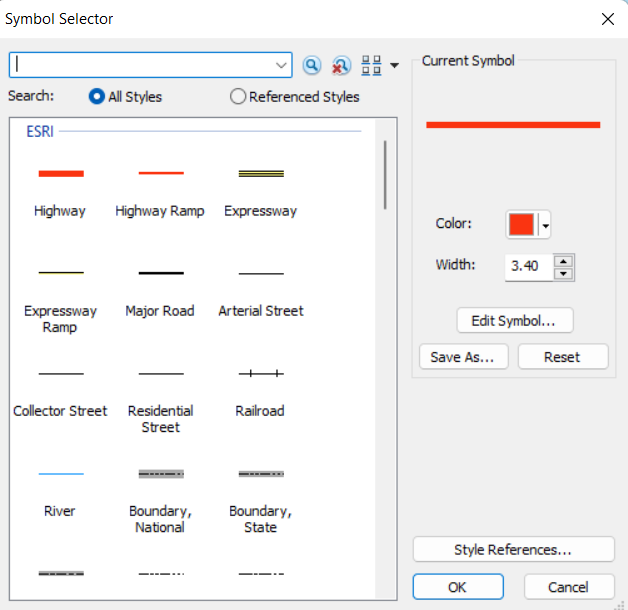 Symbol Selector
Search:
All Styles
Referenced Styles
ESRI
Highway
Highway Ramp
Expressway
Expressway
Ramp
Major Road
Arterial Street
Collector Street
Residential
Street
Railroad
River
Boundary,
National
Boundary,
State
Current Symbol
Color:
Width:
3.40
Edit Symbol...
Save As...
Reset
Style References...
OK
Cancel